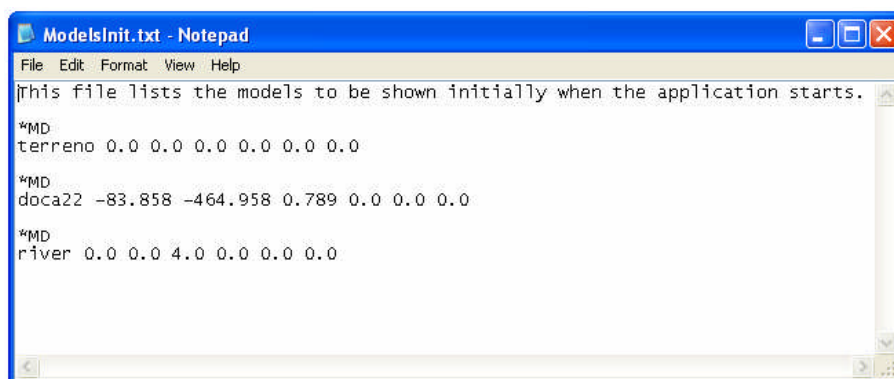 ModelsInit.txt - Notepad
File Edit Format View Help
This file lists the models to be shown initially when the application starts.
*MD
terreno 0.0 0.0 0.0 0.0 0.0 0.0
*MD
doca22 -83.858 -464.958 0.789 0.0 0.0 0.0
*MD
river 0.0 0.0 4.0 0.0 0.0 0.0